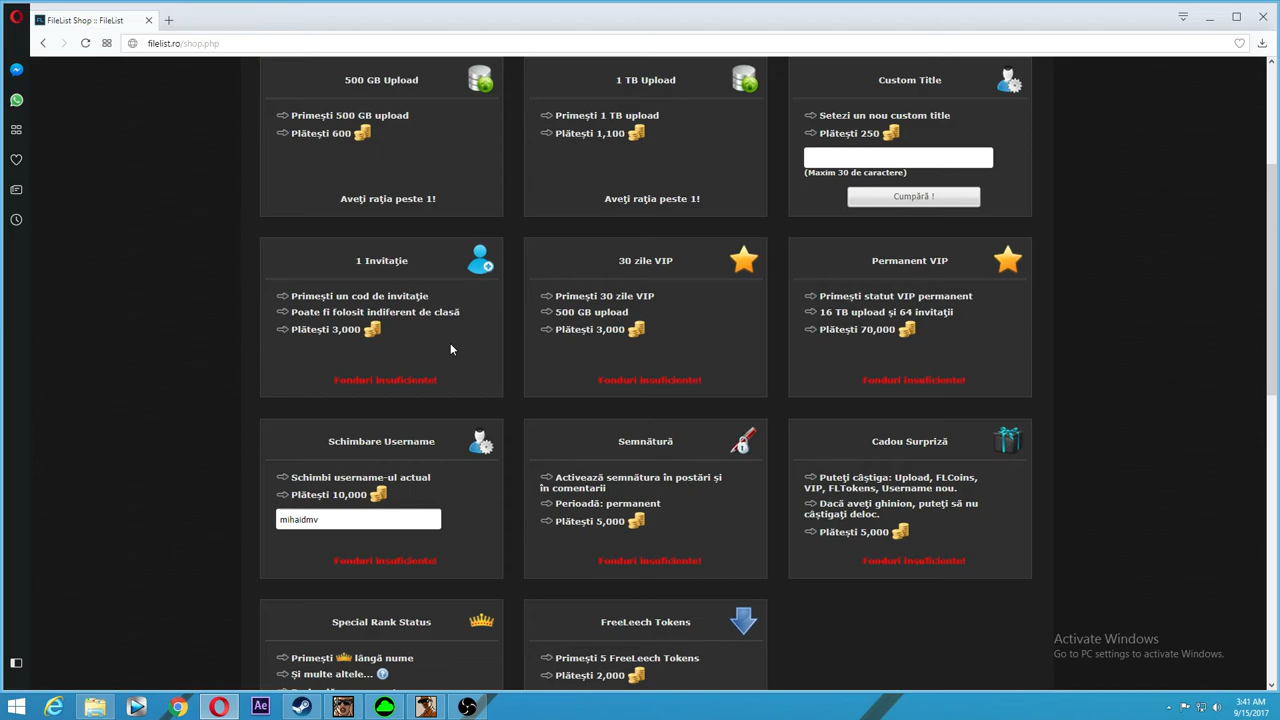 FileList Shop :: FileList
filelist.ro/shop.php
500 GB Upload
Primești 500 GB upload
Plătești 600
Aveți rația peste 1!
1 TB Upload
Primești 1 TB upload
Plătești 1,100
Aveți rația peste 1!
Custom Title
Setezi un nou custom title
Plătești 250
(Maxim 30 de caractere)
Cumpără !
1 Invitație
Primești un cod de invitație
Poate fi folosit indiferent de clasă
Plătești 3,000
Fonduri insuficiente!
30 zile VIP
Primești 30 zile VIP
500 GB upload
Plătești 3,000
Fonduri insuficiente!
Permanent VIP
Primești statut VIP permanent
16 TB upload și 64 invitații
Plătești 70,000
Fonduri insuficiente!
Schimbare Username
Schimbi username-ul actual
Plătești 10,000
mihaidmv
Fonduri insuficiente!
Semnătură
Activează semnătura în postări și
în comentarii
Perioadă: permanent
Plătești 5,000
Fonduri insuficiente!
Cadou Surpriză
Puteți câștiga: Upload, FLCoins,
VIP, FLTokens, Username nou.
Dacă aveți ghinion, puteți să nu
câștigați deloc.
Plătești 5,000
Fonduri insuficiente!
Special Rank Status
Primești lângă nume
Și multe altele...
FreeLeech Tokens
Primești 5 FreeLeech Tokens
Plătești 2,000
Activate Windows
Go to PC settings to activate Windows.
Ae
3:41 AM
9/15/2017